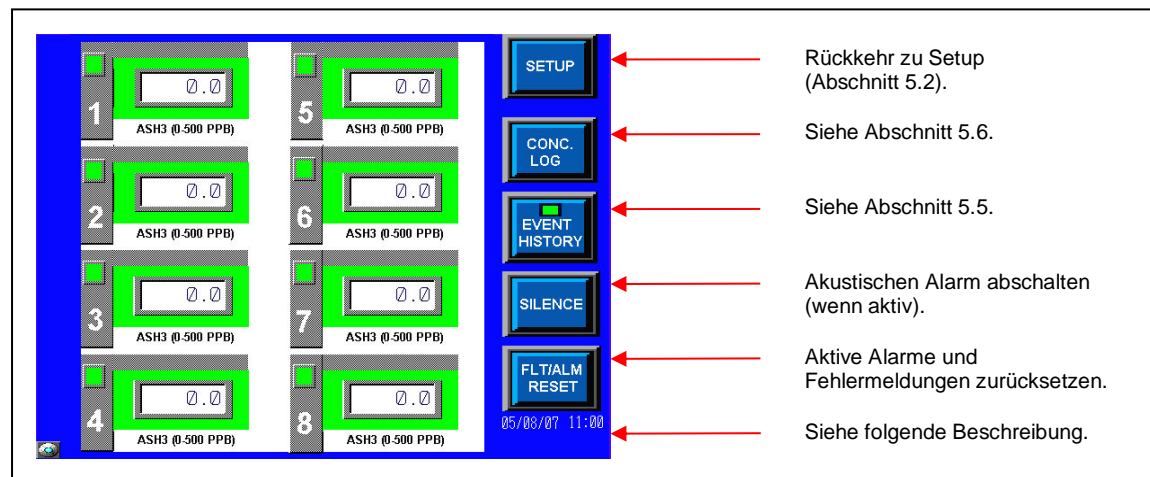 1
0.0
ASH3 (0-500 PPB)
5
0.0
ASH3 (0-500 PPB)
2
0.0
ASH3 (0-500 PPB)
6
0.0
ASH3 (0-500 PPB)
3
0.0
ASH3 (0-500 PPB)
7
0.0
ASH3 (0-500 PPB)
4
0.0
ASH3 (0-500 PPB)
8
0.0
ASH3 (0-500 PPB)
SETUP
CONC.
LOG
EVENT
HISTORY
SILENCE
FLT/ALM
RESET
05/08/07 11:00
Rückkehr zu Setup
(Abschnitt 5.2).
Siehe Abschnitt 5.6.
Siehe Abschnitt 5.5.
Akustischen Alarm abschalten
(wenn aktiv).
Aktive Alarme und
Fehlermeldungen zurücksetzen.
Siehe folgende Beschreibung.